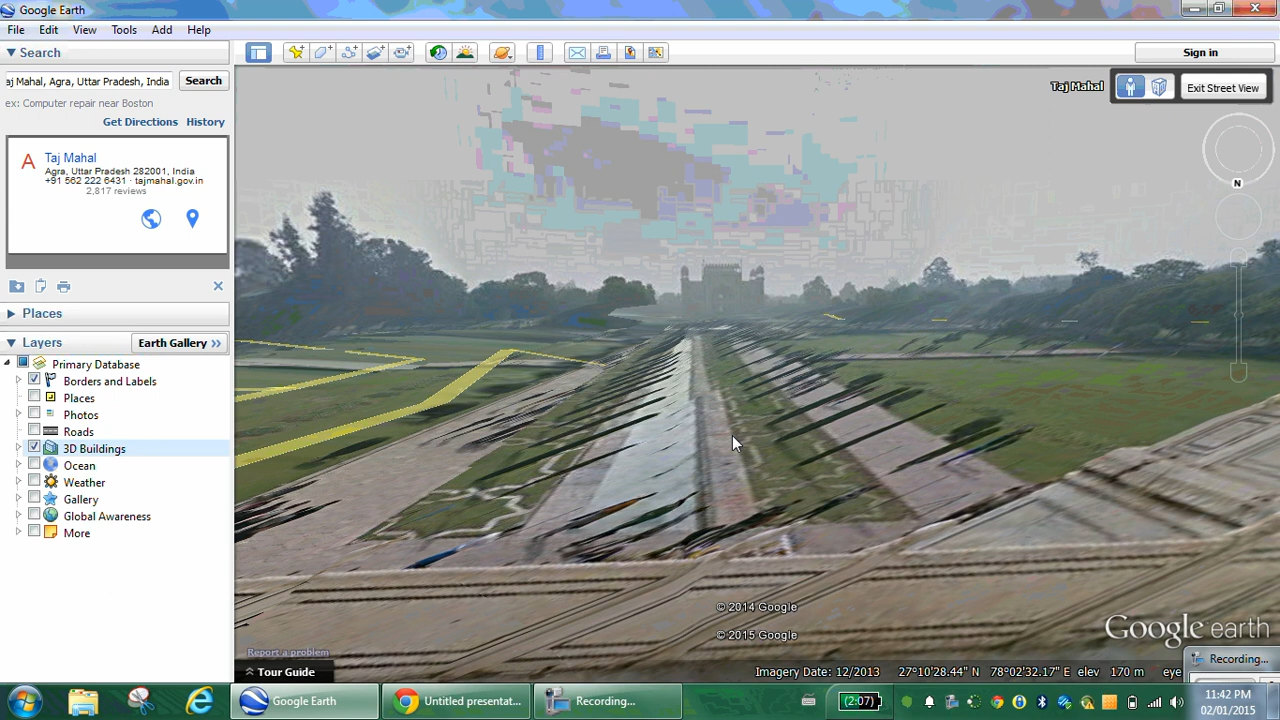 Google Earth
File Edit View Tools Add Help
Search
aj Mahal, Agra, Uttar Pradesh, India Search
ex: Computer repair near Boston
Get Directions History
A Taj Mahal
Agra, Uttar Pradesh 282001, India
+91 562 222 6431 · tajmahal.gov.in
2,817 reviews
Places
Layers Earth Gallery »
Primary Database
Borders and Labels
Places
Photos
Roads
3D Buildings
Ocean
Weather
Gallery
Global Awareness
More
Sign in
Taj Mahal Exit Street View
N
© 2014 Google
© 2015 Google
Google earth
Report a problem
Tour Guide
Imagery Date: 12/2013 27°10'28.44" N 78°02'32.17" E elev 170 m eye
Recording...
Google Earth Untitled presentat... Recording... (2:07) 11:42 PM
02/01/2015